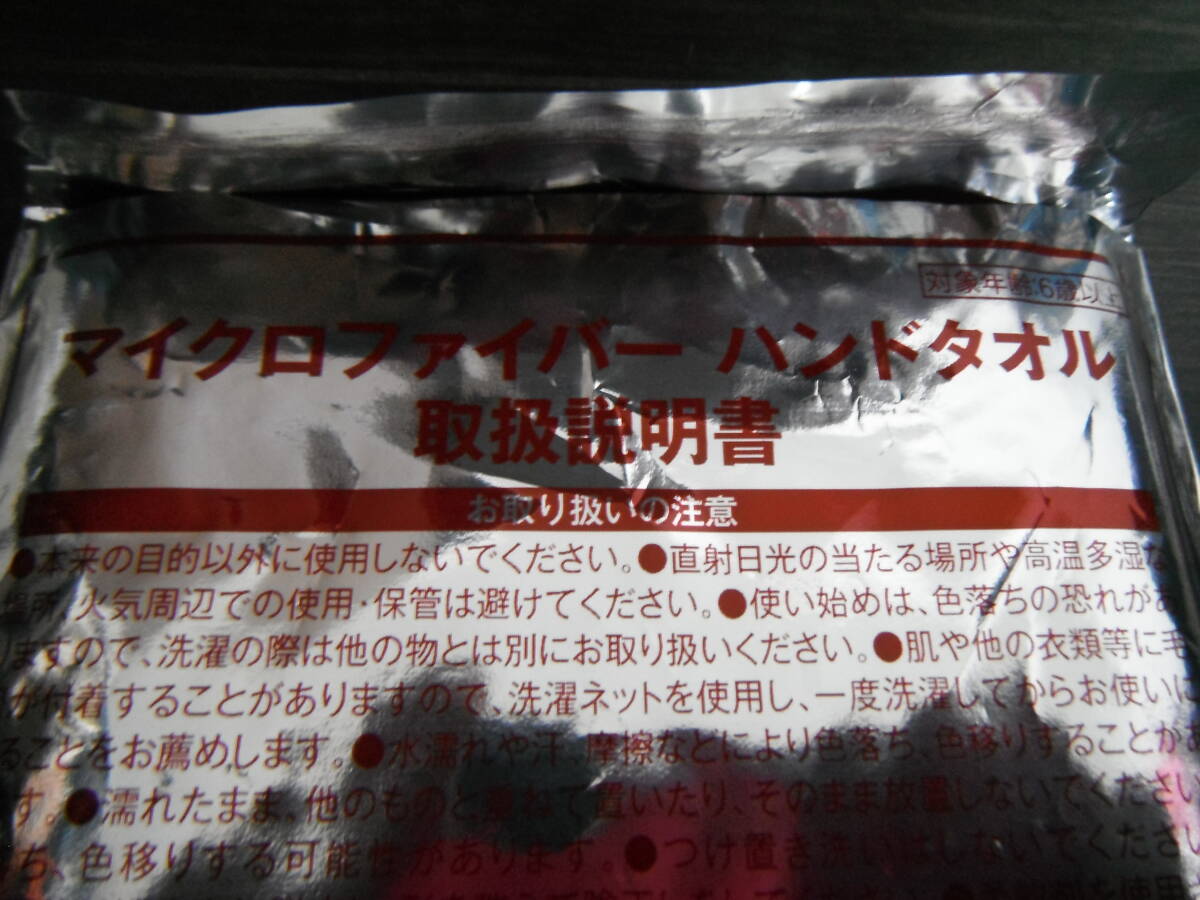 対象年齢:6歳以
マイクロファイバー ハンドタオル
取扱説明書
お取り扱いの注意
●本来の目的以外に使用しないでください。●直射日光の当たる場所や高温多湿な
場所、火気周辺での使用・保管は避けてください。●使い始めは、色落ちの恐れがあ
りますので、洗濯の際は他の物とは別にお取り扱いください。●肌や他の衣類等に毛
が付着することがありますので、洗濯ネットを使用し、一度洗濯してからお使いに
ることをお薦めします。●水濡れや汗、摩擦などにより色落ち、色移りすることがあ
す。●濡れたまま、他のものと重ねて置いたり、そのまま放置しないでください
ち、色移りする可能性があります。●つけ置き洗いはしないでくださ